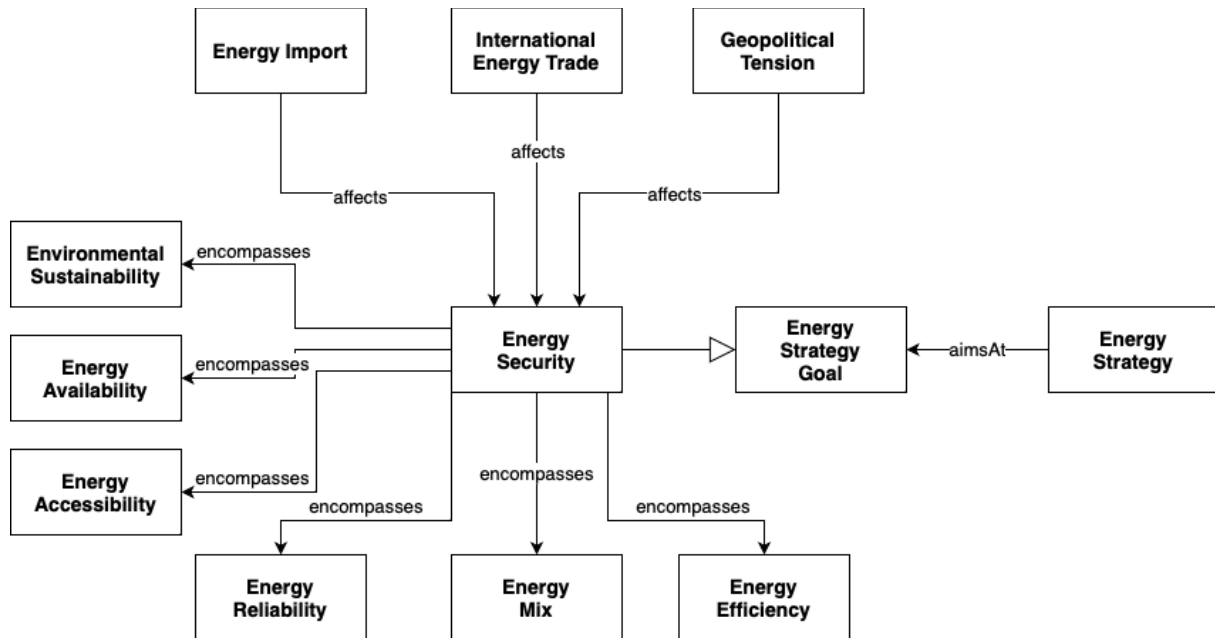 Energy Import
International
Energy Trade
Geopolitical
Tension
affects
affects
affects
Environmental
Sustainability
encompasses
Energy
Availability
encompasses
Energy
Accessibility
encompasses
Energy
Security
Energy
Strategy
Goal
aimsAt
Energy
Strategy
encompasses
encompasses
encompasses
Energy
Reliability
Energy
Mix
Energy
Efficiency